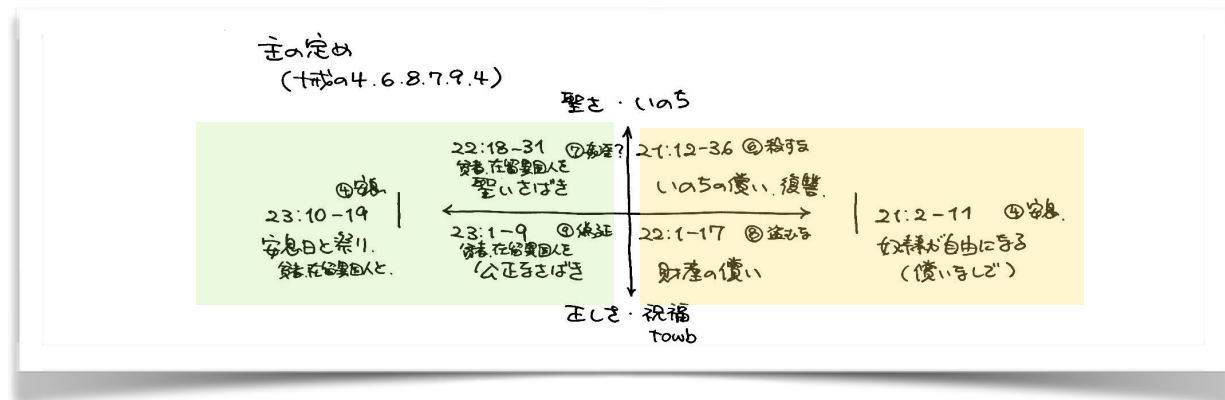 主の定め
(十戒の4.6.8.7.9.4)
聖さ・いのち
22:18-31 ⑦姦淫?
貧者.在留異国人を
聖いさばき
21:12-36 ⑥殺すな
いのちの償い、復讐.
④安息.
23:10-19
安息日と祭り.
貧者.在留異国人と.
23:1-9 ⑨偽証
貧者.在留異国人を
公正なさばき
22:1-17 ⑧盗むな
財産の償い
21:2-11 ④安息.
奴隷が自由になる
(償いなしで)
正しさ・祝福
towb